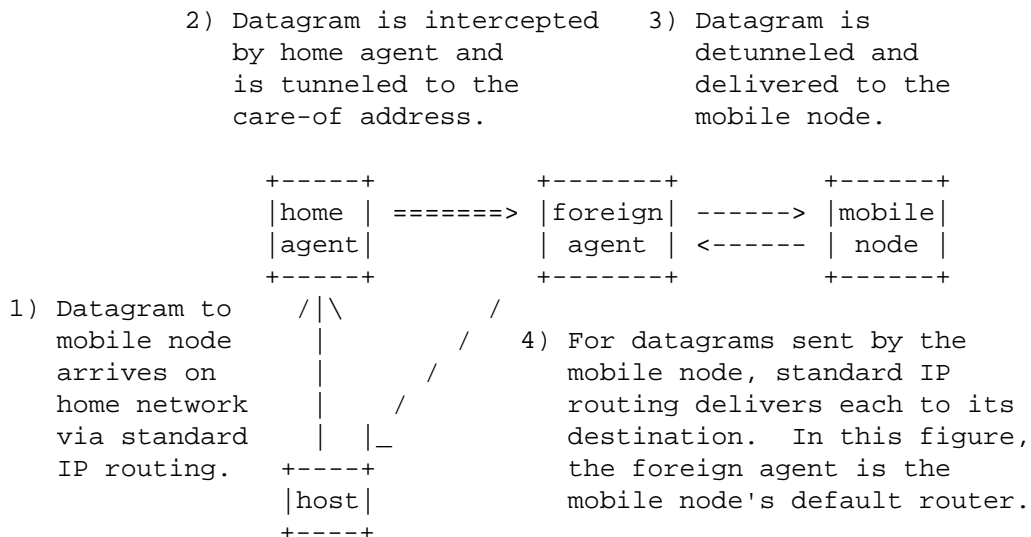 2) Datagram is intercepted   3) Datagram is
   by home agent and            detunneled and
   is tunneled to the           delivered to the
   care-of address.             mobile node.
+-----+          +-------+         +------+
|home | =======> |foreign| ------> |mobile|
|agent|          | agent | <------ | node |
+-----+          +-------+         +------+
1) Datagram to    /|\         /
   mobile node     |        /   4) For datagrams sent by the
   arrives on      |      /        mobile node, standard IP
   home network    |    /          routing delivers each to its
   via standard    |  |_           destination.  In this figure,
   IP routing.   +----+            the foreign agent is the
                 |host|            mobile node's default router.
                 +----+